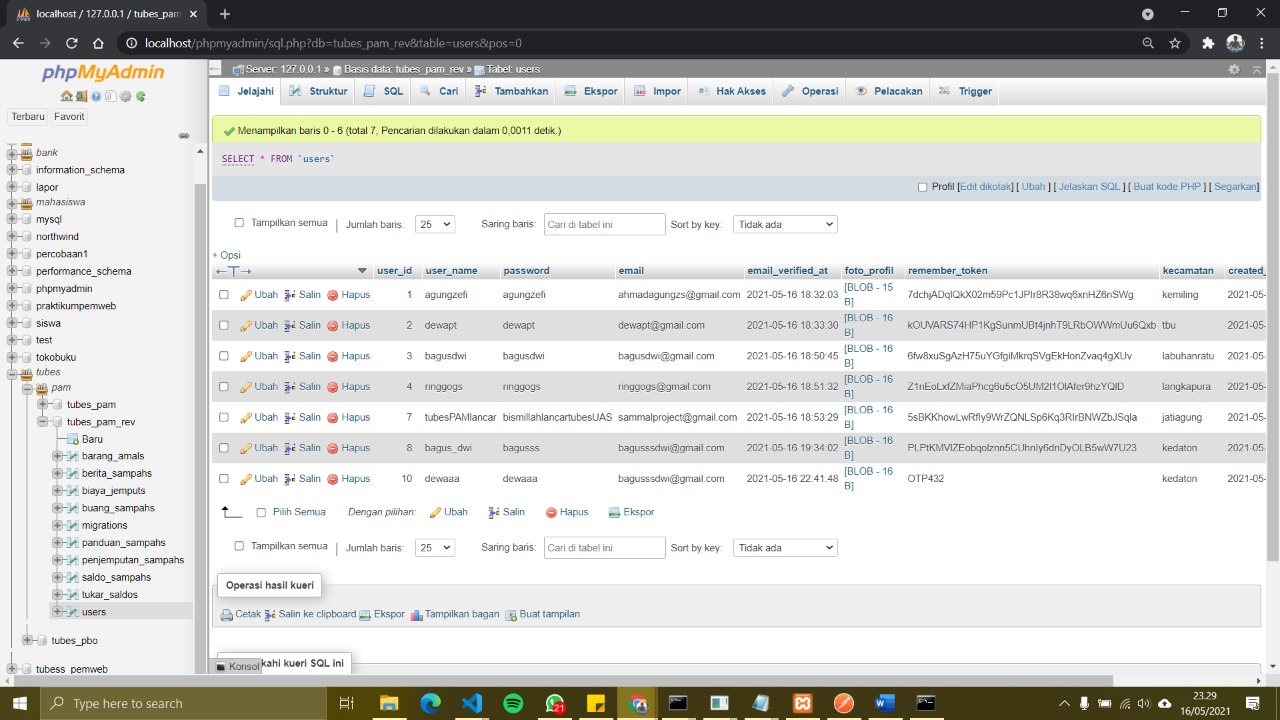 localhost / 127.0.0.1 / tubes_pam
localhost/phpmyadmin/sql.php?db=tubes_pam_rev&table=users&pos=0
phpMyAdmin
Terbaru Favorit
bank
information_schema
lapor
mahasiswa
mysql
northwind
percobaan1
performance_schema
phpmyadmin
praktikumpemweb
siswa
test
tokobuku
tubes
pam
tubes_pam
tubes_pam_rev
Baru
barang_amals
berita_sampahs
biaya_jemputs
buang_sampahs
migrations
panduan_sampahs
penjemputan_sampahs
saldo_sampahs
tukar_saldos
users
tubes_pbo
tubess_pemweb
Server: 127.0.0.1 » Basis data: tubes_pam_rev » Tabel: users
Jelajahi Struktur SQL Cari Tambahkan Ekspor Impor Hak Akses Operasi Pelacakan Trigger
Menampilkan baris 0 - 6 (total 7, Pencarian dilakukan dalam 0,0011 detik.)
SELECT * FROM `users`
Profil [Edit dikotak] [ Ubah ] [ Jelaskan SQL ] [ Buat kode PHP ] [ Segarkan]
Tampilkan semua | Jumlah baris: 25 Saring baris: Cari di tabel ini Sort by key: Tidak ada
+ Opsi
←T→ user_id user_name password email email_verified_at foto_profil remember_token kecamatan created_
Ubah Salin Hapus 1 agungzefi agungzefi ahmadagungzs@gmail.com 2021-05-16 18:32:03 [BLOB - 15 B] kemiling 2021-05-
Ubah Salin Hapus 2 dewapt dewapt dewapt@gmail.com 2021-05-16 18:33:30 [BLOB - 16 B] tbu 2021-05-
Ubah Salin Hapus 3 bagusdwi bagusdwi bagusdwi@gmail.com 2021-05-16 18:50:45 [BLOB - 16 B] labuhanratu 2021-05-
Ubah Salin Hapus 4 ringgogs ringgogs ringgogs@gmail.com 2021-05-16 18:51:32 [BLOB - 16 B] langkapura 2021-05-
Ubah Salin Hapus 7 tubesPAMlancar bismillahlancartubesUAS sammalproject@gmail.com 2021-05-16 18:53:29 [BLOB - 16 B] jatiagung 2021-05-
Ubah Salin Hapus 8 bagus_dwi bagusss bagusssdwi@gmail.com 2021-05-16 19:34:02 [BLOB - 16 B] kedaton 2021-05-
Ubah Salin Hapus 10 dewaaa dewaaa bagusssdwi@gmail.com 2021-05-16 22:41:48 [BLOB - 16 B] OTP432 kedaton 2021-05-
Pilih Semua Dengan pilihan: Ubah Salin Hapus Ekspor
Tampilkan semua | Jumlah baris: 25 Saring baris: Cari di tabel ini Sort by key: Tidak ada
Operasi hasil kueri
Cetak Salin ke clipboard Ekspor Tampilkan bagan Buat tampilan
Konsol kahi kueri SQL ini
Type here to search
21
23.29
16/05/2021